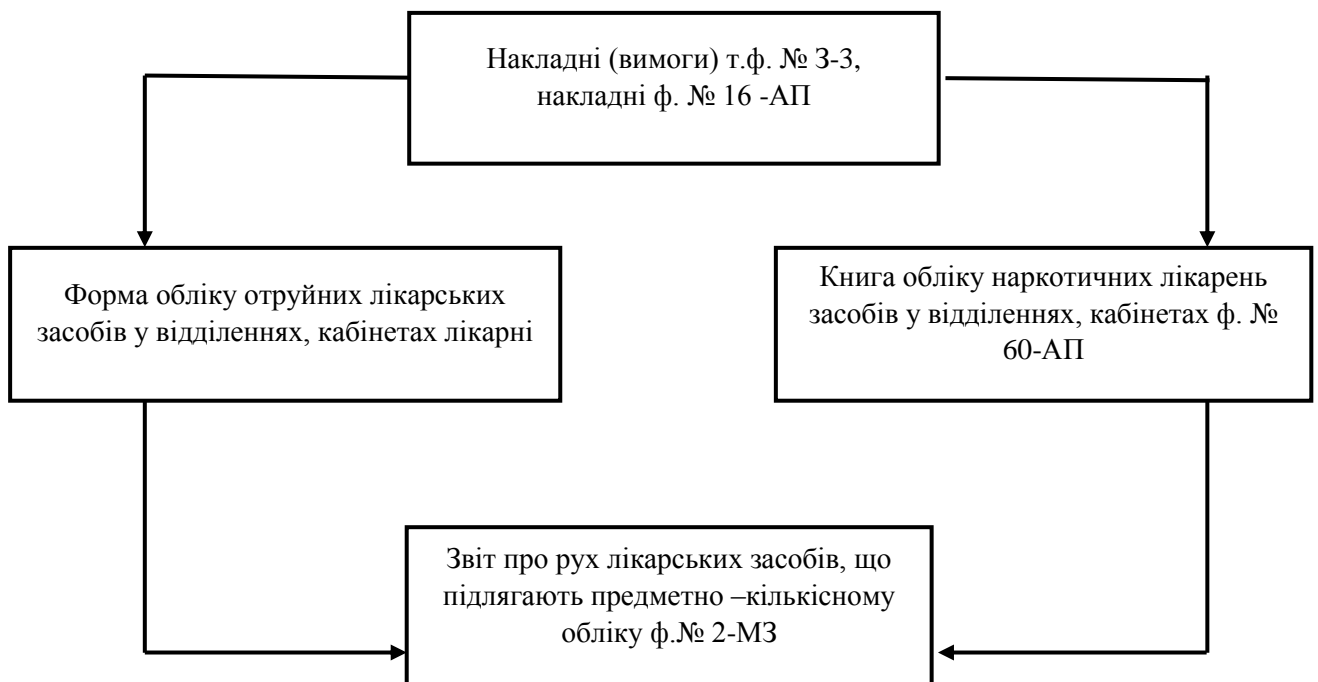 Накладні (вимоги) т.ф. № З-3,
накладні ф. № 16 -АП
Форма обліку отруйних лікарських
засобів у відділеннях, кабінетах лікарні
Книга обліку наркотичних лікарень
засобів у відділеннях, кабінетах ф. №
60-АП
Звіт про рух лікарських засобів, що
підлягають предметно –кількісному
обліку ф.№ 2-МЗ